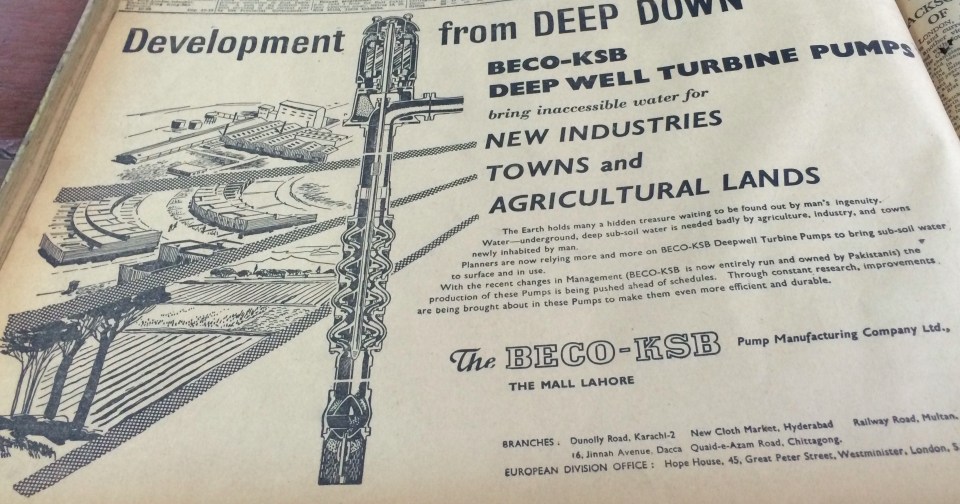 Development from DEEP DOWN
BECO-KSB
DEEP WELL TURBINE PUMPS
bring inaccessible water for
NEW INDUSTRIES
TOWNS and
AGRICULTURAL LANDS
The Earth holds many a hidden treasure waiting to be found out by man's ingenuity.
Water—underground, deep sub-soil water is needed badly by agriculture, industry, and towns
newly inhabited by man.
Planners are now relying more and more on BECO-KSB Deepwell Turbine Pumps to bring sub-soil water
to surface and in use.
With the recent changes in Management (BECO-KSB is now entirely run and owned by Pakistanis) the
production of these Pumps is being pushed ahead of schedules. Through constant research, improvements
are being brought about in these Pumps to make them even more efficient and durable.
The BECO-KSB Pump Manufacturing Company Ltd.,
THE MALL LAHORE
BRANCHES: Dunolly Road, Karachi-2 New Cloth Market, Hyderabad Railway Road, Multan.
16, Jinnah Avenue, Dacca Quaid-e-Azam Road, Chittagong.
EUROPEAN DIVISION OFFICE: Hope House, 45, Great Peter Street, Westminister, London, S.
OF
LONDON,